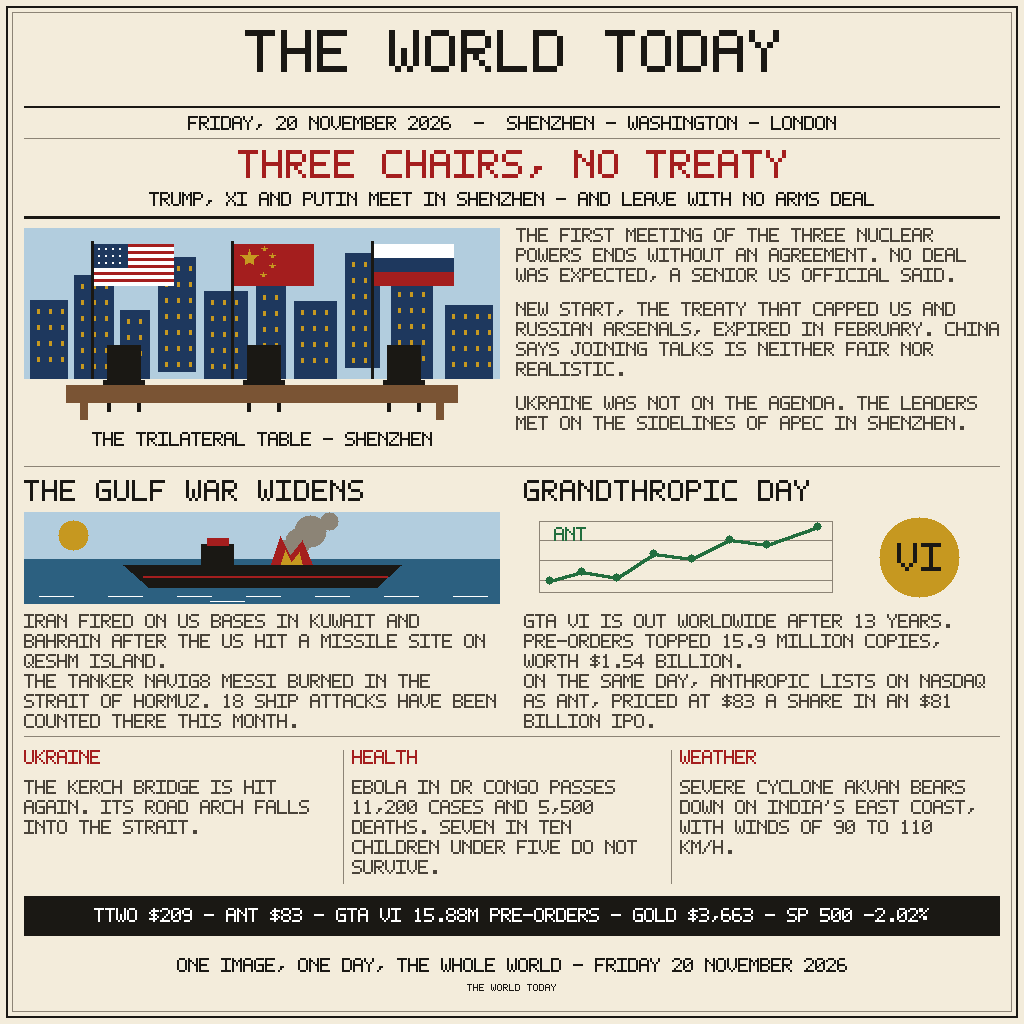 THE WORLD TODAY
FRIDAY, 20 NOVEMBER 2026 - SHENZHEN - WASHINGTON - LONDON
THREE CHAIRS, NO TREATY
TRUMP, XI AND PUTIN MEET IN SHENZHEN - AND LEAVE WITH NO ARMS DEAL
THE FIRST MEETING OF THE THREE NUCLEAR
POWERS ENDS WITHOUT AN AGREEMENT. NO DEAL
WAS EXPECTED, A SENIOR US OFFICIAL SAID.
NEW START, THE TREATY THAT CAPPED US AND
RUSSIAN ARSENALS, EXPIRED IN FEBRUARY. CHINA
SAYS JOINING TALKS IS NEITHER FAIR NOR
REALISTIC.
UKRAINE WAS NOT ON THE AGENDA. THE LEADERS
MET ON THE SIDELINES OF APEC IN SHENZHEN.
THE TRILATERAL TABLE - SHENZHEN
THE GULF WAR WIDENS
IRAN FIRED ON US BASES IN KUWAIT AND
BAHRAIN AFTER THE US HIT A MISSILE SITE ON
QESHM ISLAND.
THE TANKER NAVIG8 MESSI BURNED IN THE
STRAIT OF HORMUZ. 18 SHIP ATTACKS HAVE BEEN
COUNTED THERE THIS MONTH.
GRANDTHROPIC DAY
ANT
VI
GTA VI IS OUT WORLDWIDE AFTER 13 YEARS.
PRE-ORDERS TOPPED 15.9 MILLION COPIES,
WORTH $1.54 BILLION.
ON THE SAME DAY, ANTHROPIC LISTS ON NASDAQ
AS ANT, PRICED AT $83 A SHARE IN AN $81
BILLION IPO.
UKRAINE
THE KERCH BRIDGE IS HIT
AGAIN. ITS ROAD ARCH FALLS
INTO THE STRAIT.
HEALTH
EBOLA IN DR CONGO PASSES
11,200 CASES AND 5,500
DEATHS. SEVEN IN TEN
CHILDREN UNDER FIVE DO NOT
SURVIVE.
WEATHER
SEVERE CYCLONE AKVAN BEARS
DOWN ON INDIA'S EAST COAST,
WITH WINDS OF 90 TO 110
KM/H.
TTWO $209 - ANT $83 - GTA VI 15.88M PRE-ORDERS - GOLD $3,663 - SP 500 -2.02%
ONE IMAGE, ONE DAY, THE WHOLE WORLD - FRIDAY 20 NOVEMBER 2026
THE WORLD TODAY